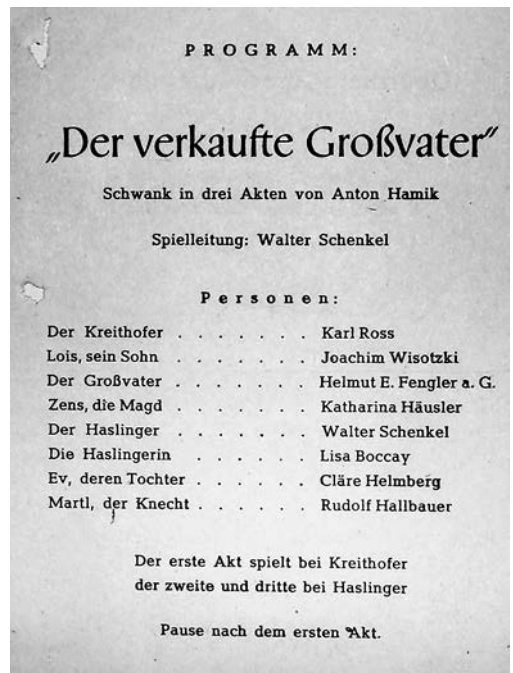 PROGRAMM:
„Der verkaufte Großvater"
Schwank in drei Akten von Anton Hamik
Spielleitung: Walter Schenkel
Personen:
Der Kreithofer . . . . . . . Karl Ross
Lois, sein Sohn . . . . . . . Joachim Wisotzki
Der Großvater . . . . . . . Helmut E. Fengler a. G.
Zens, die Magd . . . . . . . Katharina Häusler
Der Haslinger . . . . . . . Walter Schenkel
Die Haslingerin . . . . . . Lisa Boccay
Ev, deren Tochter . . . . . . Cläre Helmberg
Martl, der Knecht . . . . . . Rudolf Hallbauer
Der erste Akt spielt bei Kreithofer
der zweite und dritte bei Haslinger
Pause nach dem ersten Akt.